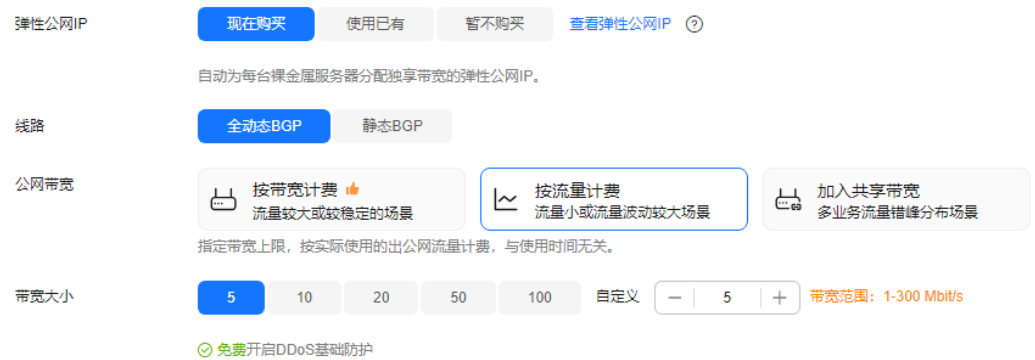 弹性公网IP 现在购买 使用已有 暂不购买 查看弹性公网IP ?
自动为每台裸金属服务器分配独享带宽的弹性公网IP。
线路 全动态BGP 静态BGP
公网带宽 按带宽计费 按流量计费 加入共享带宽
流量较大或较稳定的场景 流量小或流量波动较大场景 多业务流量错峰分布场景
指定带宽上限，按实际使用的出公网流量计费，与使用时间无关。
带宽大小 5 10 20 50 100 自定义 — 5 + 带宽范围：1-300 Mbit/s
免费开启DDoS基础防护